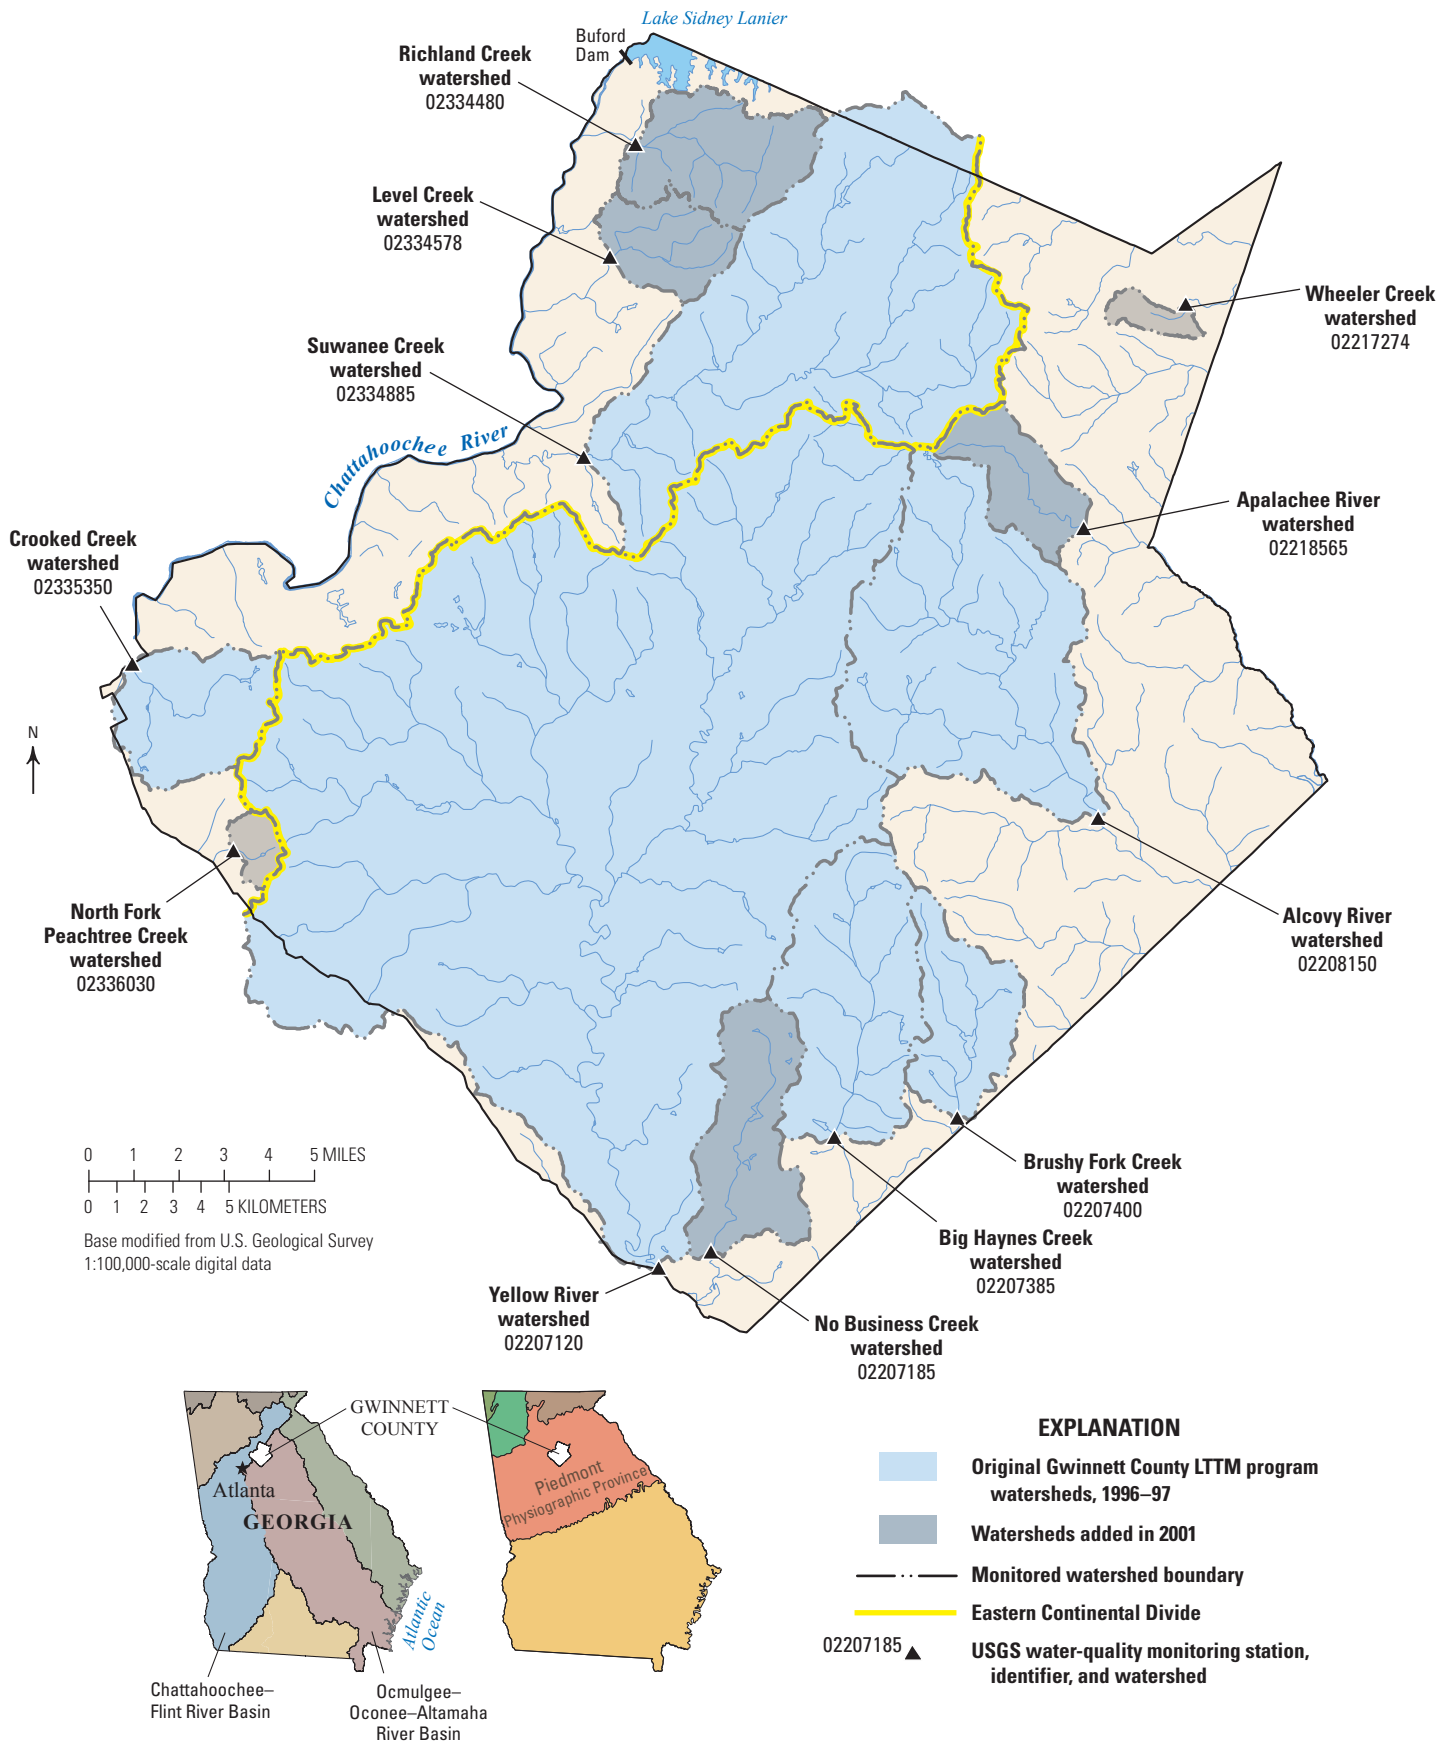 Lake Sidney Lanier
Buford
Dam
Richland Creek
watershed
02334480
Level Creek
watershed
02334578
Wheeler Creek
watershed
02217274
Suwanee Creek
watershed
02334885
Chattahoochee River
Apalachee River
watershed
02218565
Crooked Creek
watershed
02335350
N
North Fork
Peachtree Creek
watershed
02336030
Alcovy River
watershed
02208150
0 1 2 3 4 5 MILES
0 1 2 3 4 5 KILOMETERS
Base modified from U.S. Geological Survey
1:100,000-scale digital data
Brushy Fork Creek
watershed
02207400
Big Haynes Creek
watershed
02207385
Yellow River
watershed
02207120
No Business Creek
watershed
02207185
GWINNETT
COUNTY
Atlanta
GEORGIA
Atlantic
Ocean
Chattahoochee–
Flint River Basin
Ocmulgee–
Oconee–Altamaha
River Basin
Piedmont
Physiographic Province
EXPLANATION
Original Gwinnett County LTTM program
watersheds, 1996–97
Watersheds added in 2001
Monitored watershed boundary
Eastern Continental Divide
02207185
USGS water-quality monitoring station,
identifier, and watershed